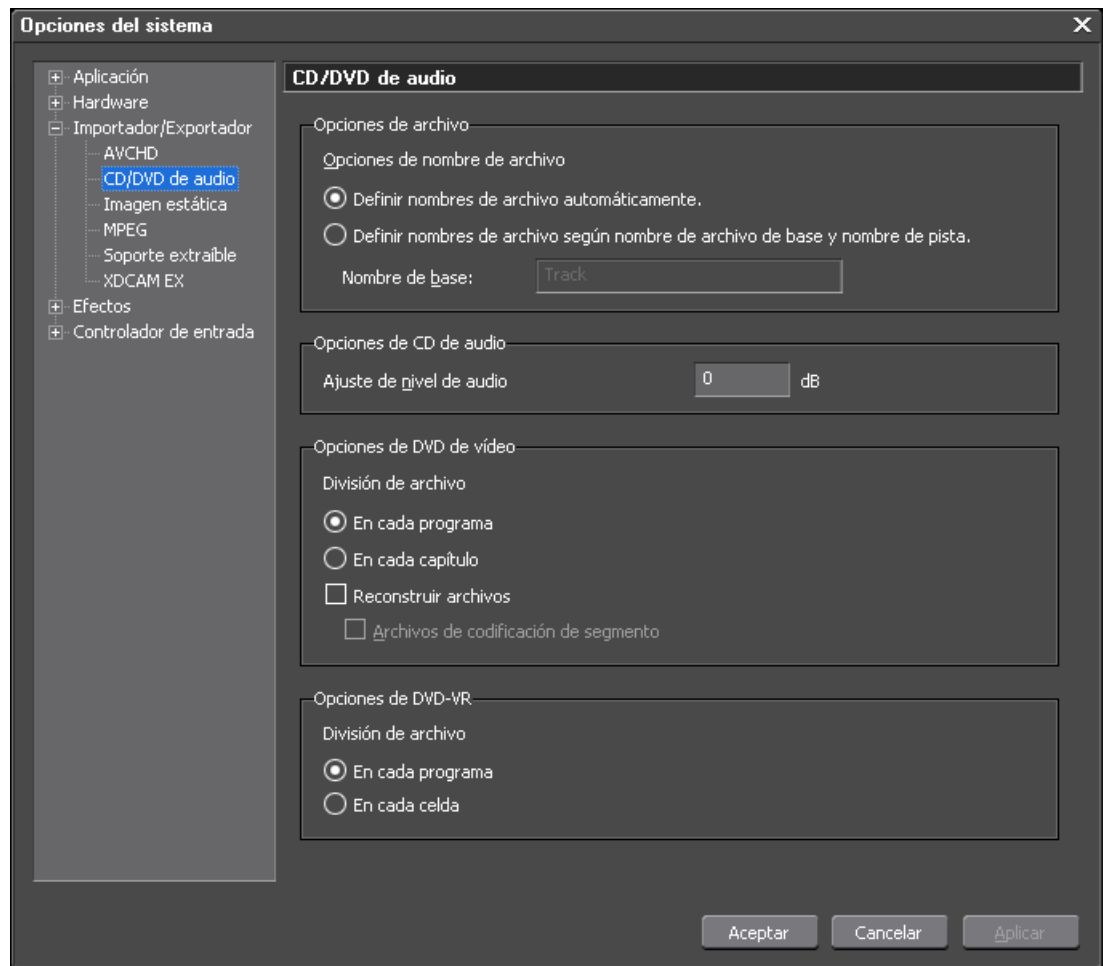 Opciones del sistema
Aplicación
Hardware
Importador/Exportador
AVCHD
CD/DVD de audio
Imagen estática
MPEG
Soporte extraíble
XDCAM EX
Efectos
Controlador de entrada
CD/DVD de audio
Opciones de archivo
Opciones de nombre de archivo
Definir nombres de archivo automáticamente.
Definir nombres de archivo según nombre de archivo de base y nombre de pista.
Nombre de base: Track
Opciones de CD de audio
Ajuste de nivel de audio 0 dB
Opciones de DVD de vídeo
División de archivo
En cada programa
En cada capítulo
Reconstruir archivos
Archivos de codificación de segmento
Opciones de DVD-VR
División de archivo
En cada programa
En cada celda
Aceptar Cancelar Aplicar